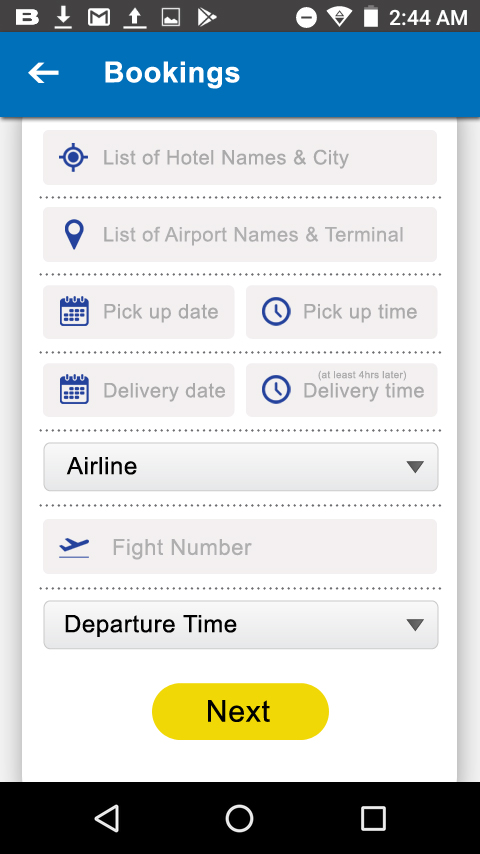 2:44 AM
Bookings
List of Hotel Names & City
List of Airport Names & Terminal
Pick up date
Pick up time
Delivery date
(at least 4hrs later)
Delivery time
Airline
Fight Number
Departure Time
Next